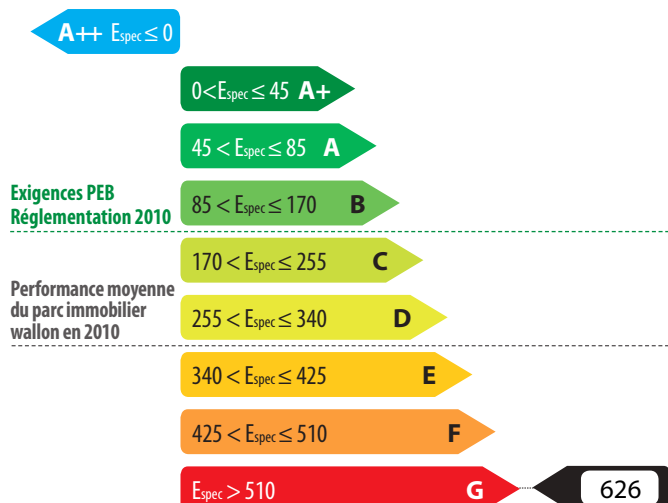 A++ Espec ≤ 0
0<Espec ≤ 45 A+
45 < Espec ≤ 85 A
Exigences PEB
Réglementation 2010
85 < Espec ≤ 170 B
170 < Espec ≤ 255 C
Performance moyenne
du parc immobilier
wallon en 2010
255 < Espec ≤ 340 D
340 < Espec ≤ 425 E
425 < Espec ≤ 510 F
Espec > 510 G 626